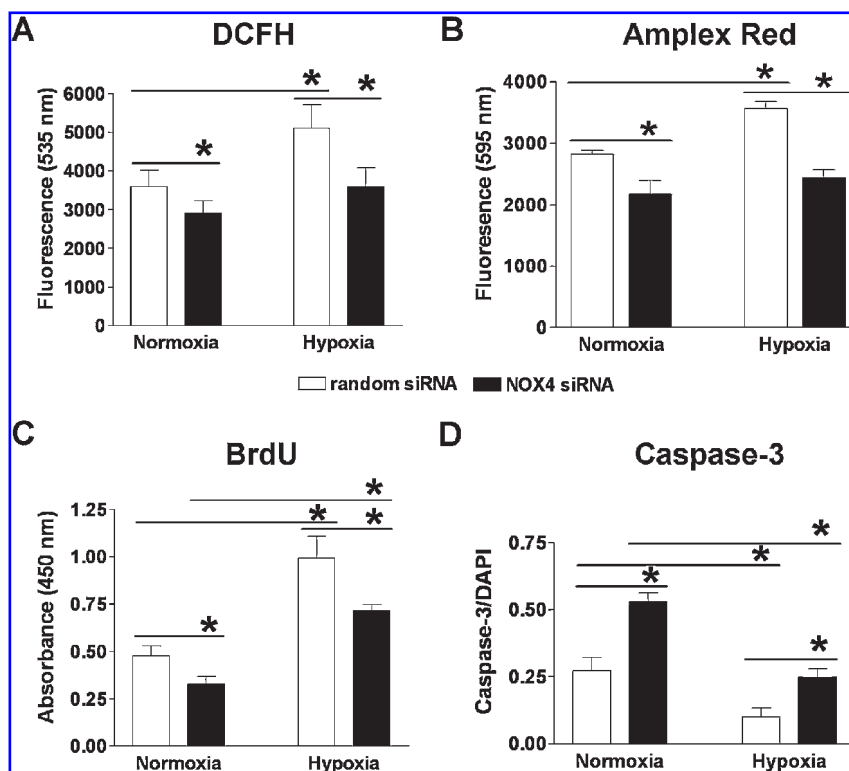 A
DCFH
Fluorescence (535 nm)
6000
5000
4000
3000
2000
1000
0
*
*
*
Normoxia
Hypoxia
B
Amplex Red
Fluoresence (595 nm)
4000
3000
2000
1000
0
*
*
*
Normoxia
Hypoxia
random siRNA
NOX4 siRNA
C
BrdU
Absorbance (450 nm)
1.25
1.00
0.75
0.50
0.25
0.00
*
*
*
*
Normoxia
Hypoxia
D
Caspase-3
Caspase-3/DAPI
0.75
0.50
0.25
0.00
*
*
*
*
Normoxia
Hypoxia